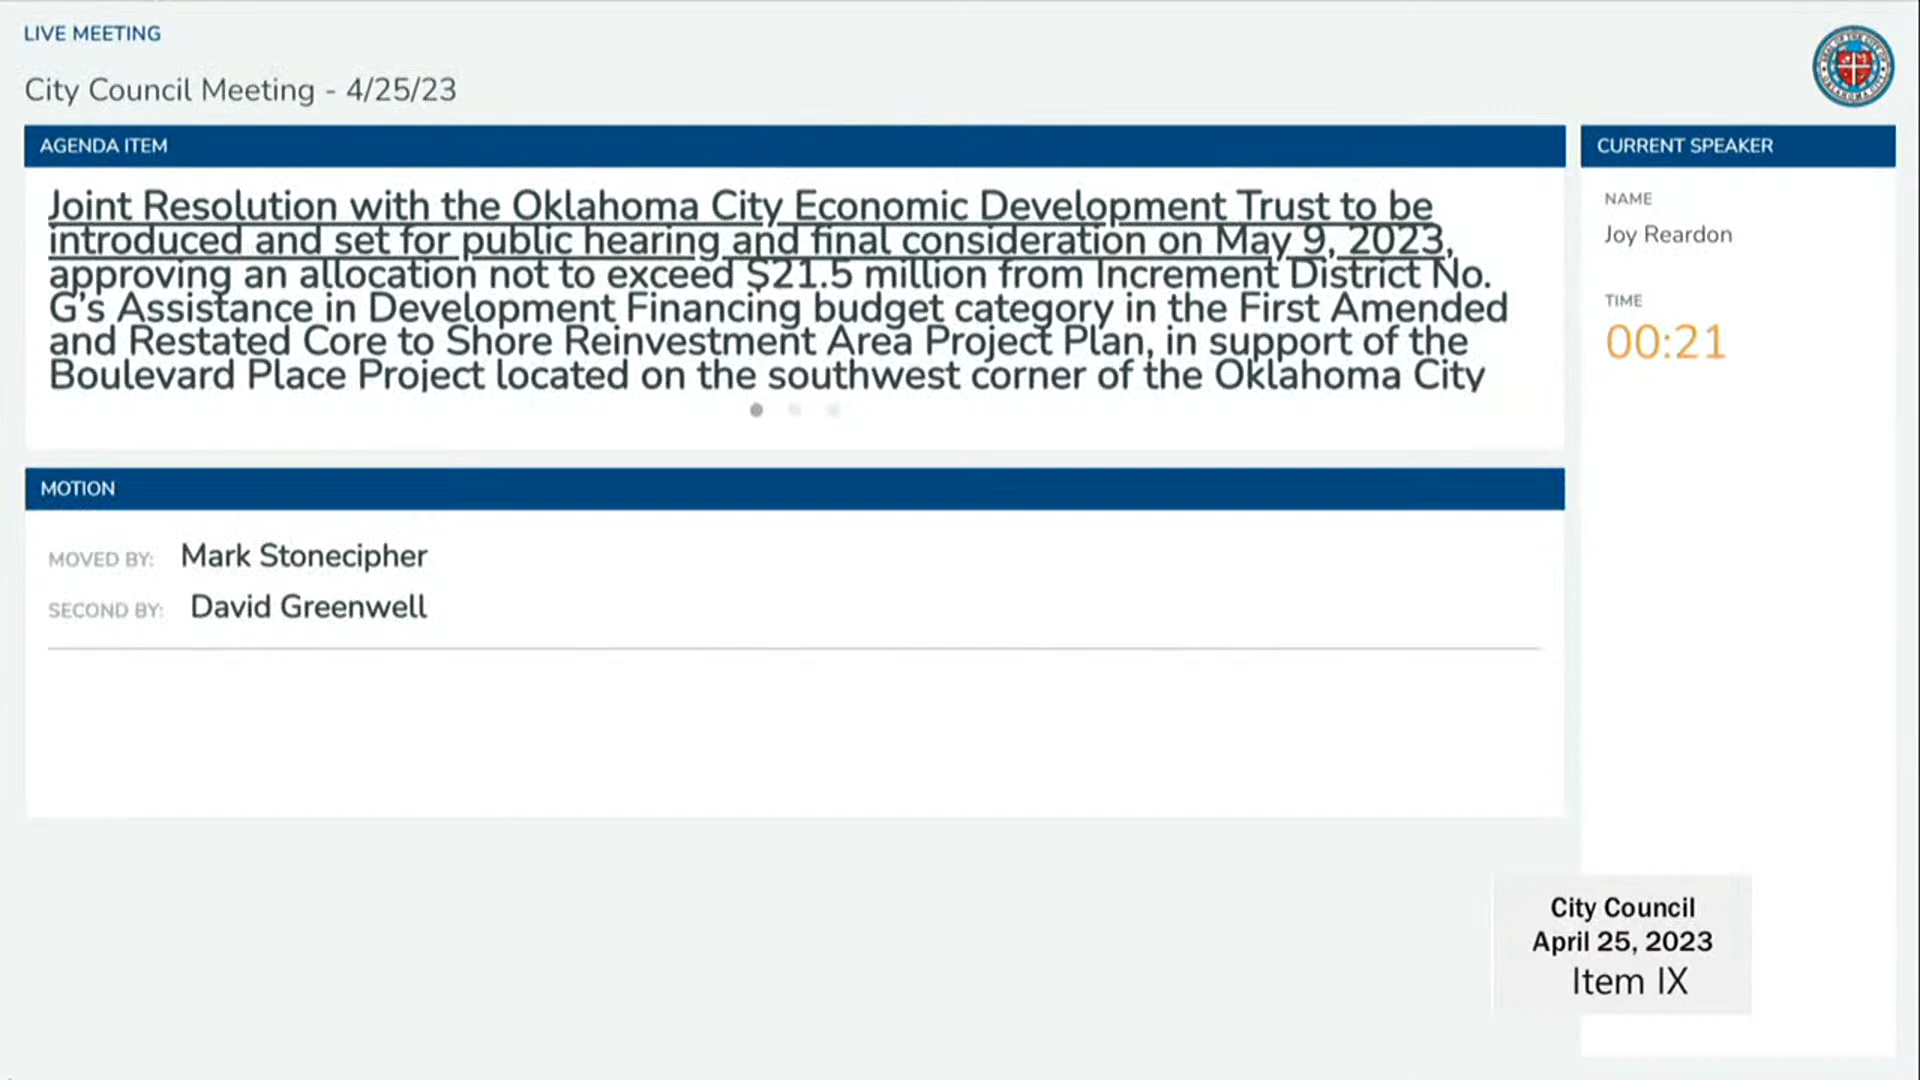 LIVE MEETING
City Council Meeting - 4/25/23
AGENDA ITEM
Joint Resolution with the Oklahoma City Economic Development Trust to be
introduced and set for public hearing and final consideration on May 9, 2023,
approving an allocation not to exceed $21.5 million from Increment District No.
G's Assistance in Development Financing budget category in the First Amended
and Restated Core to Shore Reinvestment Area Project Plan, in support of the
Boulevard Place Project located on the southwest corner of the Oklahoma City
MOTION
MOVED BY: Mark Stonecipher
SECOND BY: David Greenwell
CURRENT SPEAKER
NAME
Joy Reardon
TIME
00:21
City Council
April 25, 2023
Item IX